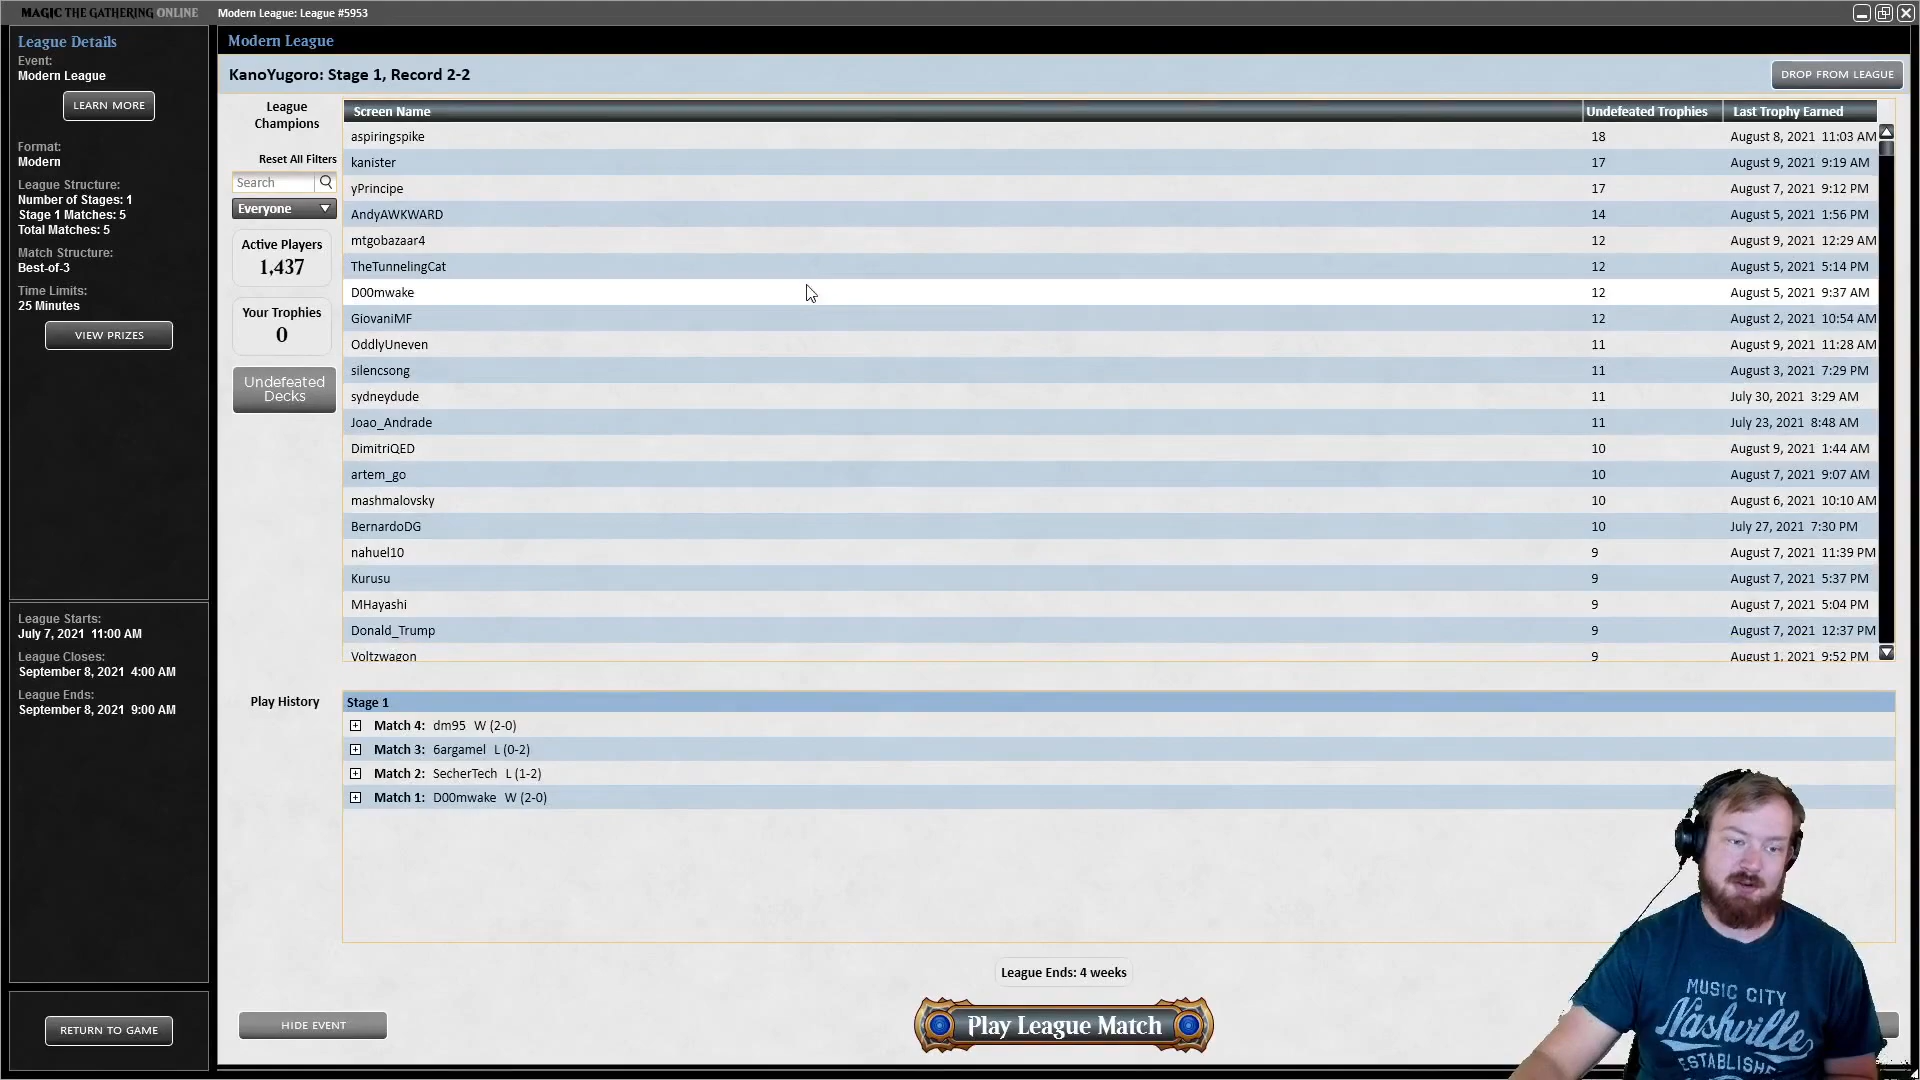 MAGIC THE GATHERING ONLINE
Modern League: League #5953
League Details
Event:
Modern League
LEARN MORE
Format:
Modern
League Structure:
Number of Stages: 1
Stage 1 Matches: 5
Total Matches: 5
Match Structure:
Best-of-3
Time Limits:
25 Minutes
VIEW PRIZES
League Starts:
July 7, 2021 11:00 AM
League Closes:
September 8, 2021 4:00 AM
League Ends:
September 8, 2021 9:00 AM
RETURN TO GAME
Modern League
KanoYugoro: Stage 1, Record 2-2
DROP FROM LEAGUE
League
Champions
Reset All Filters
Search
Everyone
Active Players
1,437
Your Trophies
0
Undefeated
Decks
Screen Name Undefeated Trophies Last Trophy Earned
aspiringspike 18 August 8, 2021 11:03 AM
kanister 17 August 9, 2021 9:19 AM
yPrincipe 17 August 7, 2021 9:12 PM
AndyAWKWARD 14 August 5, 2021 1:56 PM
mtgobazaar4 12 August 9, 2021 12:29 AM
TheTunnelingCat 12 August 5, 2021 5:14 PM
D00mwake 12 August 5, 2021 9:37 AM
GiovaniMF 12 August 2, 2021 10:54 AM
OddlyUneven 11 August 9, 2021 11:28 AM
silencsong 11 August 3, 2021 7:29 PM
sydneydude 11 July 30, 2021 3:29 AM
Joao_Andrade 11 July 23, 2021 8:48 AM
DimitriQED 10 August 9, 2021 1:44 AM
artem_go 10 August 7, 2021 9:07 AM
mashmalovsky 10 August 6, 2021 10:10 AM
BernardoDG 10 July 27, 2021 7:30 PM
nahuel10 9 August 7, 2021 11:39 PM
Kurusu 9 August 7, 2021 5:37 PM
MHayashi 9 August 7, 2021 5:04 PM
Donald_Trump 9 August 7, 2021 12:37 PM
Voltzwagon 9 August 1, 2021 9:52 PM
Play History
Stage 1
Match 4: dm95 W (2-0)
Match 3: 6argamel L (0-2)
Match 2: SecherTech L (1-2)
Match 1: D00mwake W (2-0)
League Ends: 4 weeks
HIDE EVENT
Play League Match
MUSIC CITY
Nashville
ESTABLISHE